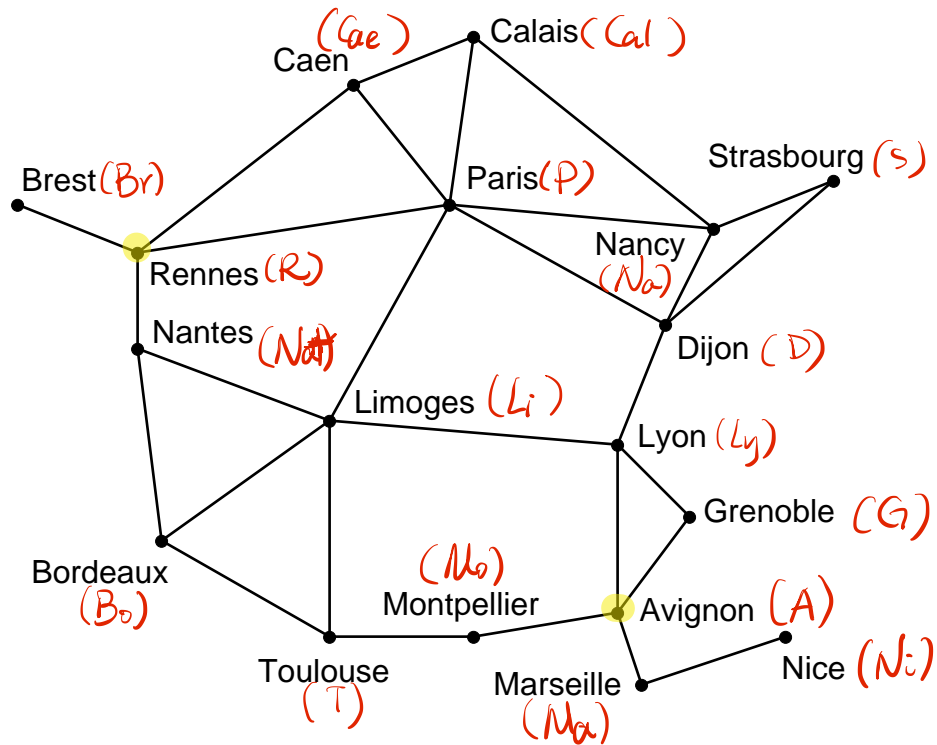 (Cae)
Calais (Cal)
Caen
Strasbourg (S)
Brest (Br)
Paris (P)
Nancy
(Na)
Rennes (R)
Nantes
Dijon (D)
Limoges (Li)
Lyon (Ly)
Grenoble (G)
Bordeaux
(Bo)
(Mo)
Montpellier
Avignon (A)
Toulouse
(T)
Marseille
(Ma)
Nice (Ni)